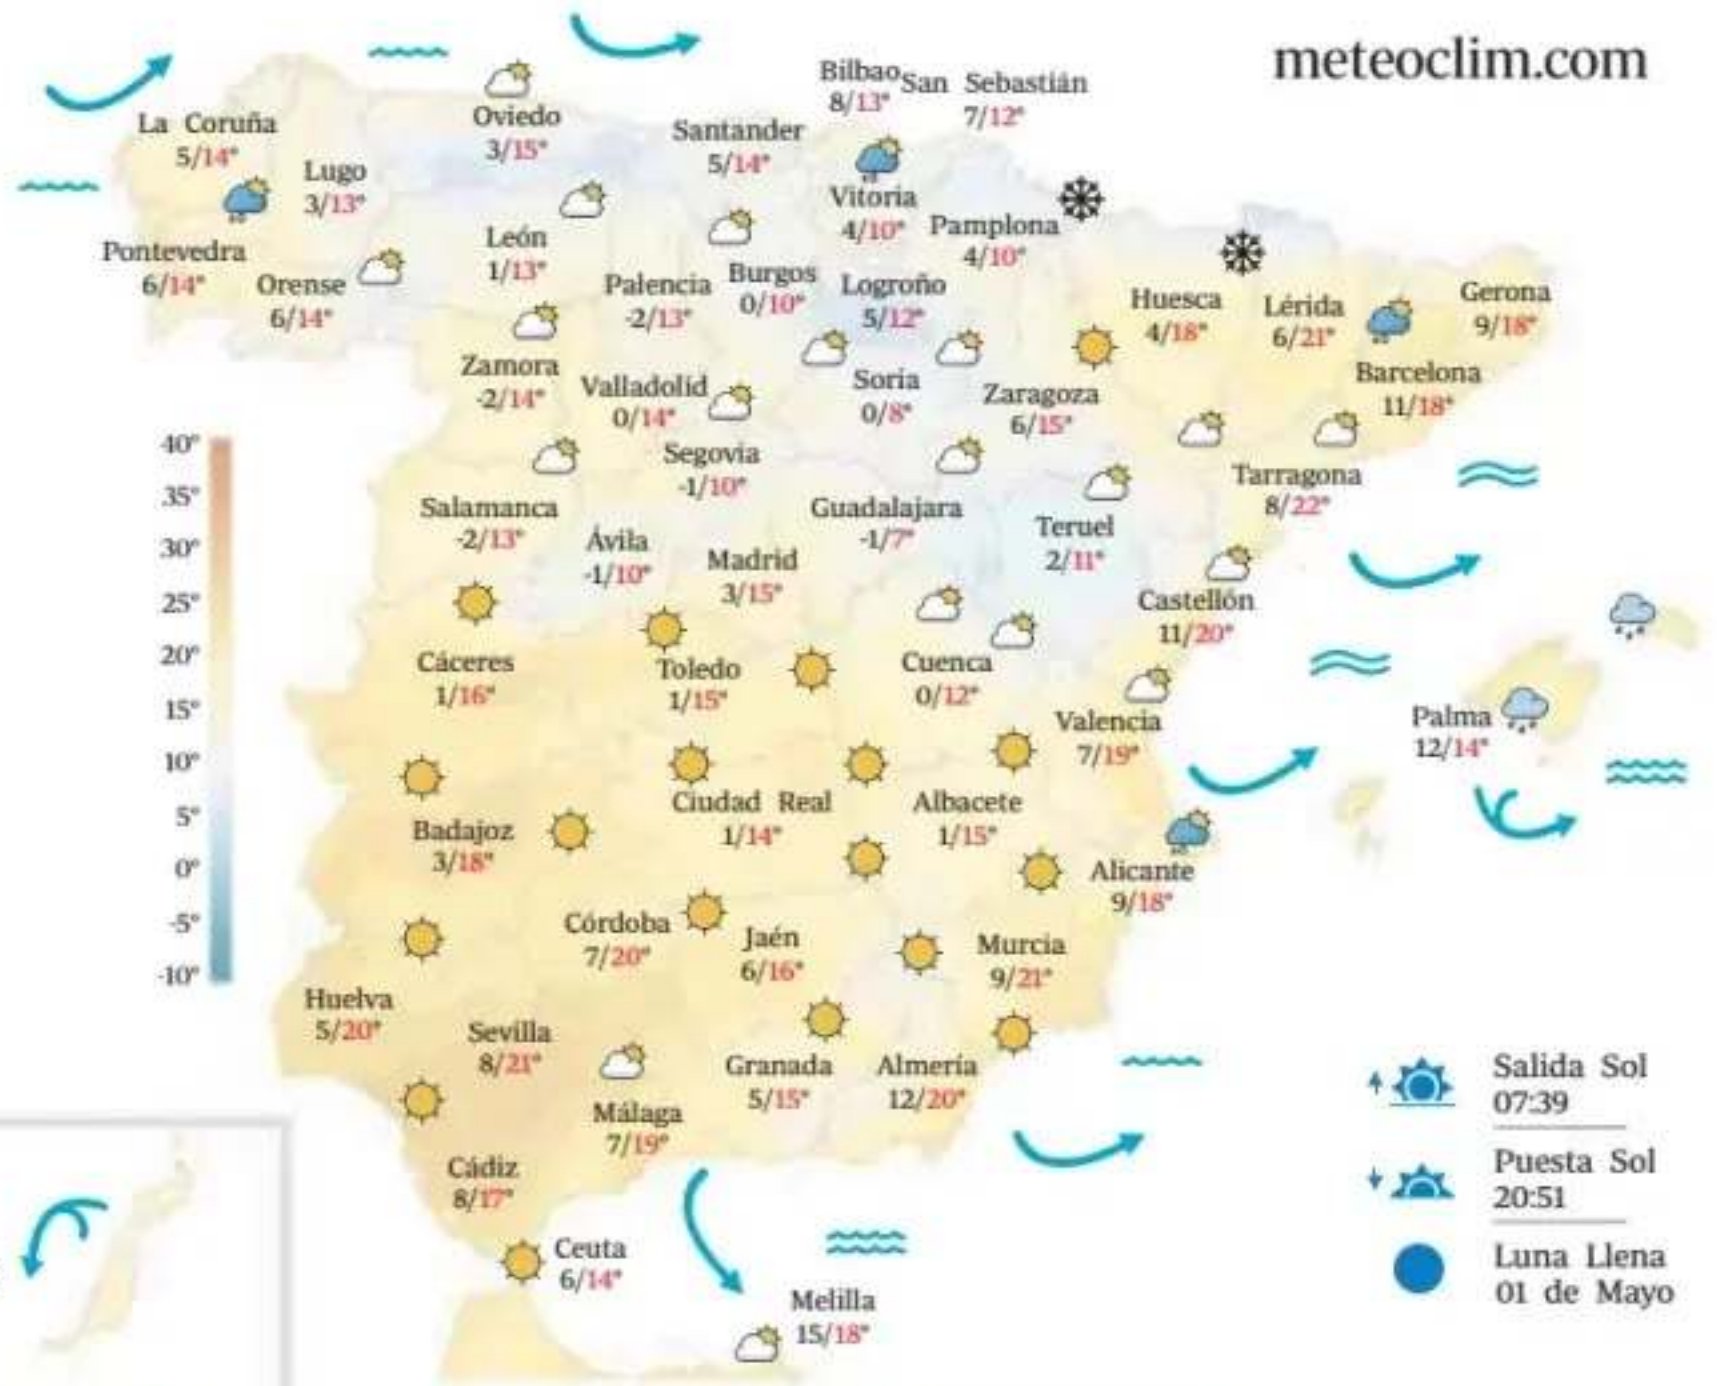 meteoclim.com
Bilbao
8/13°
San Sebastián
7/12°
La Coruña
5/14°
Oviedo
3/15°
Santander
5/14°
Lugo
3/13°
Vitoria
4/10°
Pamplona
4/10°
Pontevedra
6/14°
Orense
6/14°
León
1/13°
Palencia
-2/13°
Burgos
0/10°
Logroño
5/12°
Huesca
4/18°
Lérida
6/21°
Gerona
9/18°
Zamora
-2/14°
Valladolid
0/14°
Soria
0/8°
Zaragoza
6/15°
Barcelona
11/18°
Segovia
-1/10°
Tarragona
8/22°
Salamanca
-2/13°
Ávila
-1/10°
Madrid
3/15°
Guadalajara
-1/7°
Teruel
2/11°
Castellón
11/20°
Cáceres
1/16°
Toledo
1/15°
Cuenca
0/12°
Valencia
7/19°
Palma
12/14°
Badajoz
3/18°
Ciudad Real
1/14°
Albacete
1/15°
Alicante
9/18°
Córdoba
7/20°
Jaén
6/16°
Murcia
9/21°
Huelva
5/20°
Sevilla
8/21°
Granada
5/15°
Almería
12/20°
Málaga
7/19°
Cádiz
8/17°
Ceuta
6/14°
Melilla
15/18°
40°
35°
30°
25°
20°
15°
10°
5°
0°
-5°
-10°
Salida Sol
07:39
Puesta Sol
20:51
Luna Llena
01 de Mayo